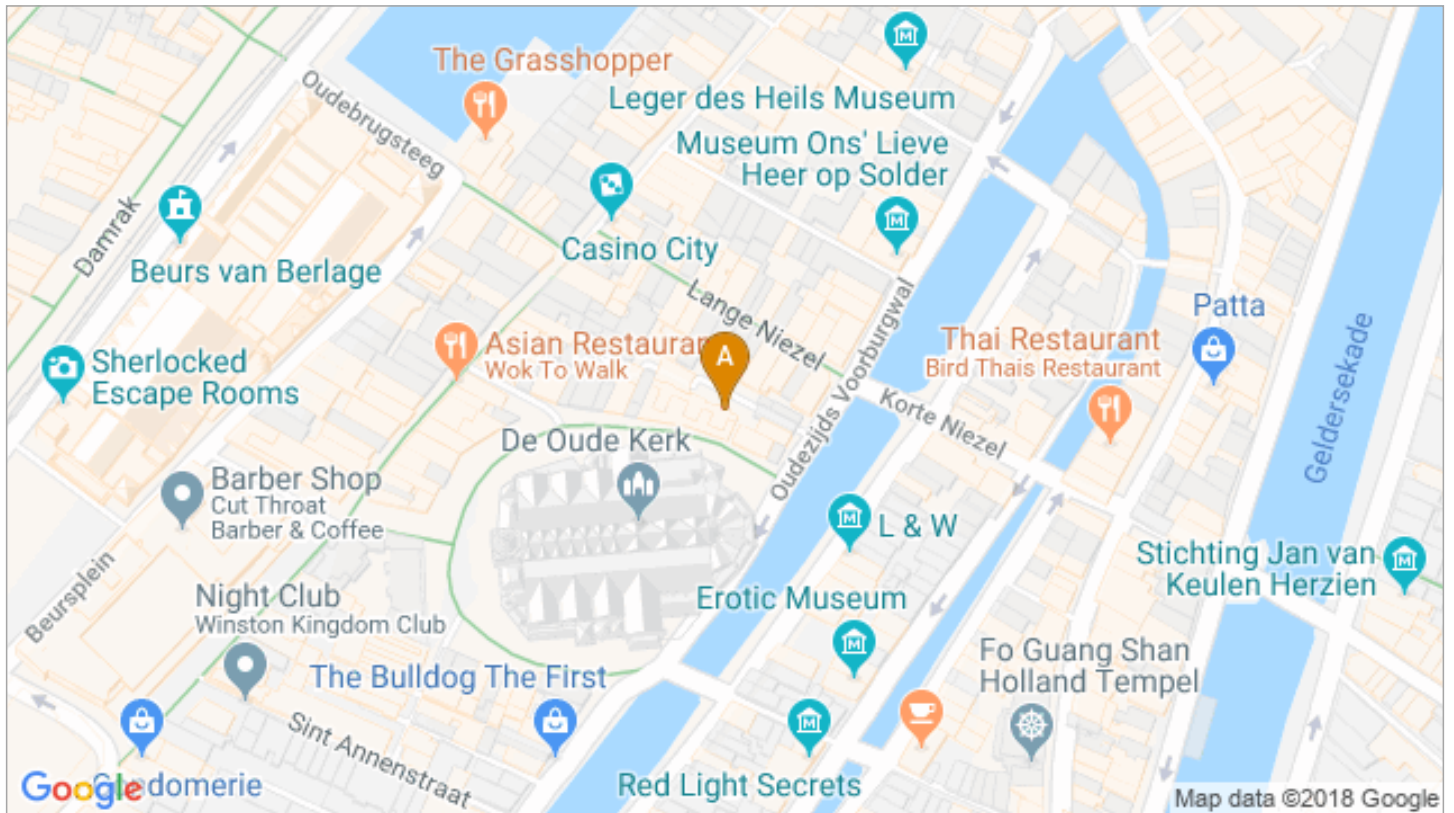 The Grasshopper
Oudebrugsteeg
Leger des Heils Museum
Museum Ons' Lieve
Heer op Solder
Damrak
Beurs van Berlage
Casino City
Lange Niezel
Oudezijds Voorburgwal
Patta
Geldersekade
Thai Restaurant
Bird Thais Restaurant
Sherlocked
Escape Rooms
Asian Restaurant
Wok To Walk
A
Korte Niezel
De Oude Kerk
Barber Shop
Cut Throat
Barber & Coffee
L & W
Stichting Jan van
Keulen Herzien
Beursplein
Night Club
Winston Kingdom Club
Erotic Museum
Fo Guang Shan
Holland Tempel
The Bulldog The First
Sint Annenstraat
Red Light Secrets
Google
domerie
Map data ©2018 Google